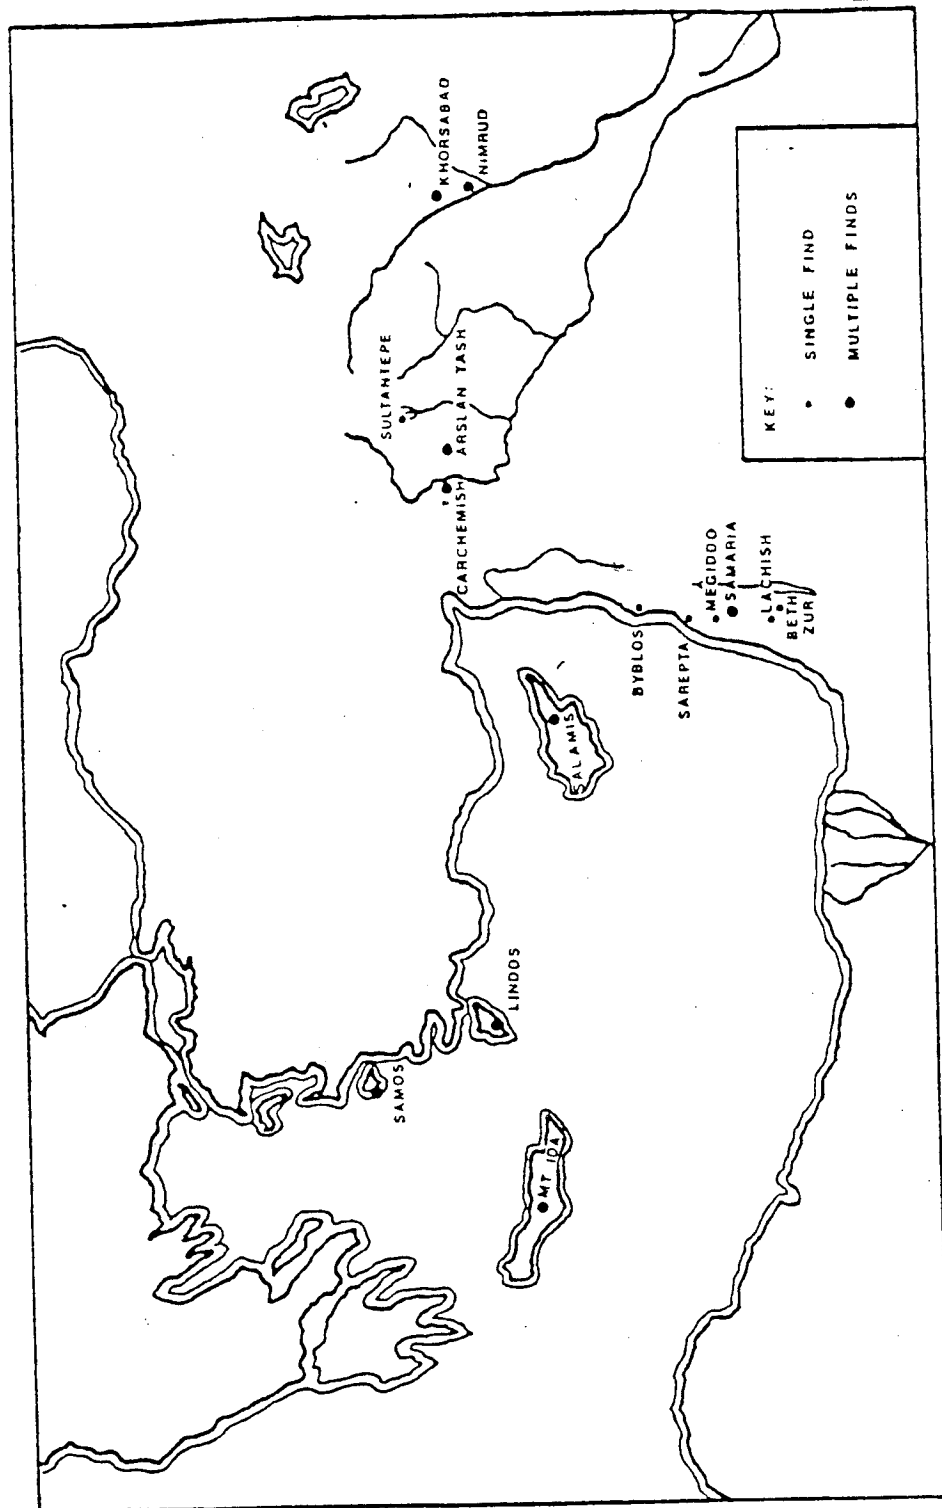 KHORSABAD
NIMRUD
SULTANTEPE
ARSLAN TASH
CARCHEMISH
BYBLOS
SAREPTA
MEGIDDO
SAMARIA
LACHISH
BETH
ZUR
SALAMIS
LINDOS
SAMOS
MT IDA
KEY:
SINGLE FIND
MULTIPLE FINDS